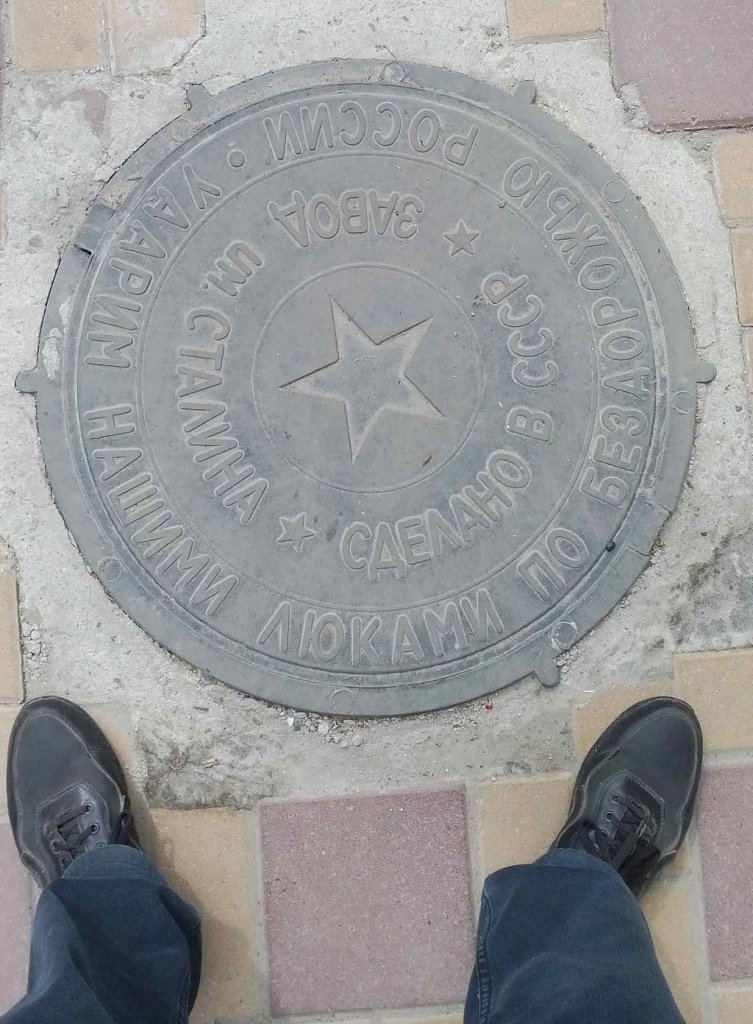 УДАРИМ НАШИМИ ЛЮКАМИ ПО БЕЗДОРОЖЬЮ РОССИИ •
ЗАВОД ИМ. СТАЛИНА
СДЕЛАНО В СССР